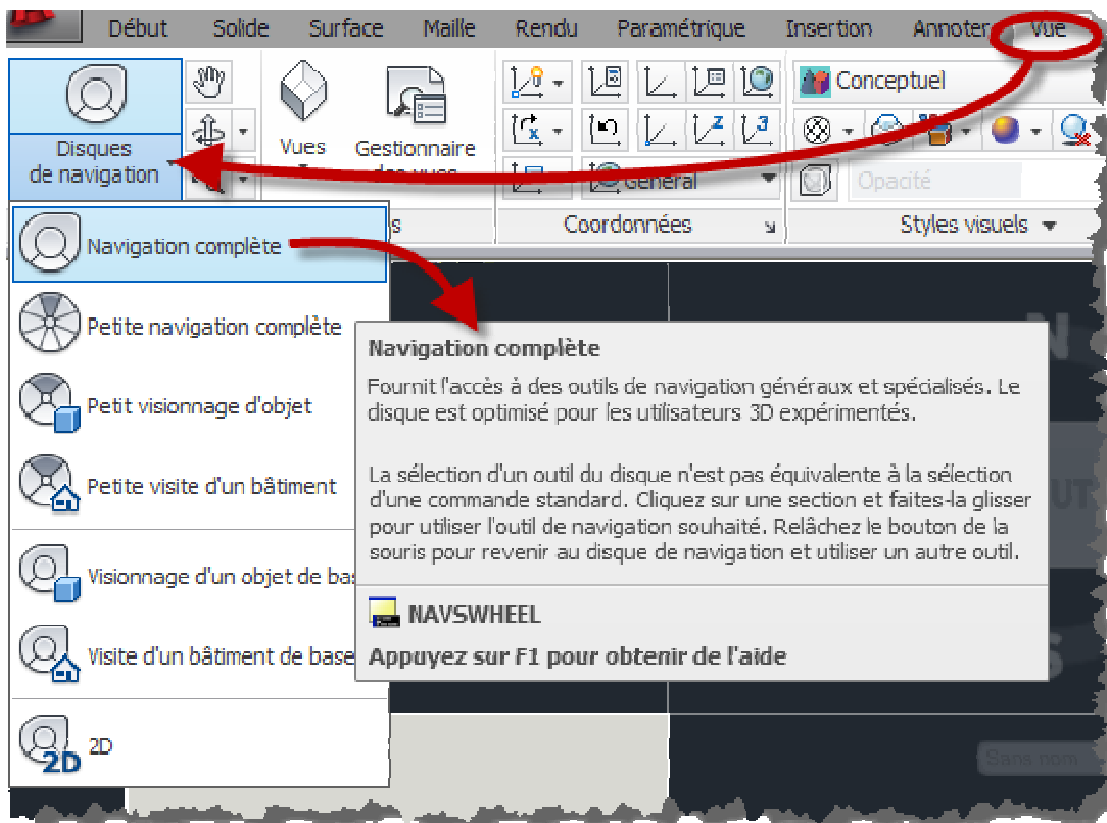 Début Solide Surface Maille Rendu Paramétrique Insertion Annoter Vue
Disques
de navigation
Vues
Gestionnaire
des vues
Conceptuel
Général
Opacité
Coordonnées
Styles visuels
Navigation complète
Petite navigation complète
Petit visionnage d'objet
Petite visite d'un bâtiment
Visionnage d'un objet de
Visite d'un bâtiment de base
2D
2D
Navigation complète
Fournit l'accès à des outils de navigation généraux et spécialisés. Le
disque est optimisé pour les utilisateurs 3D expérimentés.
La sélection d'un outil du disque n'est pas équivalente à la sélection
d'une commande standard. Cliquez sur une section et faites-la glisser
pour utiliser l'outil de navigation souhaité. Relâchez le bouton de la
souris pour revenir au disque de navigation et utiliser un autre outil.
NAVSWHEEL
Appuyez sur F1 pour obtenir de l'aide
N
UT
S
Sans nom